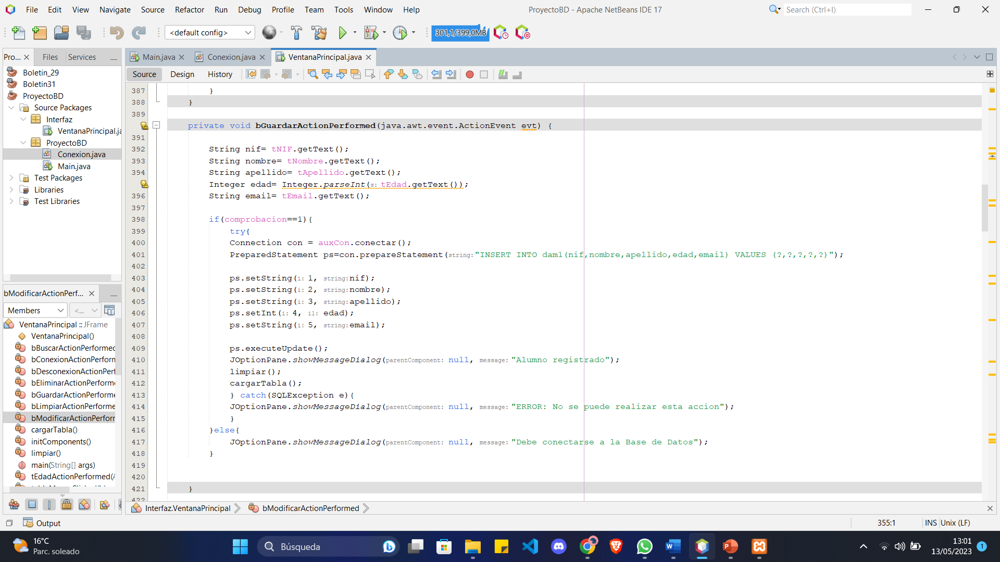 File Edit View Navigate Source Refactor Run Debug Profile Team Tools Window Help
ProyectoBD - Apache NetBeans IDE 17
Search (Ctrl+I)
<default config>
301,1/399,0MB
Pro... Files Services
Main.java Conexion.java VentanaPrincipal.java
Source Design History
Boletin_29
Boletin31
ProyectoBD
Source Packages
Interfaz
VentanaPrincipal.ja
ProyectoBD
Conexion.java
Main.java
Test Packages
Libraries
Test Libraries
bModificarActionPerf...
Members <...
VentanaPrincipal :: JFrame
VentanaPrincipal()
bBuscarActionPerformed
bConexionActionPerform
bDesconexionActionPerf
bEliminarActionPerforme
bGuardarActionPerforme
bLimpiarActionPerforme
bModificarActionPerform
cargarTabla()
initComponents()
limpiar()
main(String[] args)
tEdadActionPerformed(A
387 }
388 }
389
private void bGuardarActionPerformed(java.awt.event.ActionEvent evt) {
391
392 String nif= tNIF.getText();
393 String nombre= tNombre.getText();
394 String apellido= tApellido.getText();
Integer edad= Integer.parseInt(s: tEdad.getText());
396 String email= tEmail.getText();
397
398 if(comprobacion==1){
399 try{
400 Connection con = auxCon.conectar();
401 PreparedStatement ps=con.prepareStatement(string:"INSERT INTO dam1(nif,nombre,apellido,edad,email) VALUES (?,?,?,?,?)");
402
403 ps.setString(i: 1, string:nif);
404 ps.setString(i: 2, string:nombre);
405 ps.setString(i: 3, string:apellido);
406 ps.setInt(i: 4, i1: edad);
407 ps.setString(i: 5, string:email);
408
409 ps.executeUpdate();
410 JOptionPane.showMessageDialog(parentComponent: null, message: "Alumno registrado");
411 limpiar();
412 cargarTabla();
413 } catch(SQLException e){
414 JOptionPane.showMessageDialog(parentComponent: null, message: "ERROR: No se puede realizar esta accion");
415 }
416 }else{
417 JOptionPane.showMessageDialog(parentComponent: null, message: "Debe conectarse a la Base de Datos");
418 }
419
420
421 }
422
Interfaz.VentanaPrincipal bModificarActionPerformed
Output
355:1 INS Unix (LF)
16°C
Parc. soleado
Búsqueda
13:01
13/05/2023
1